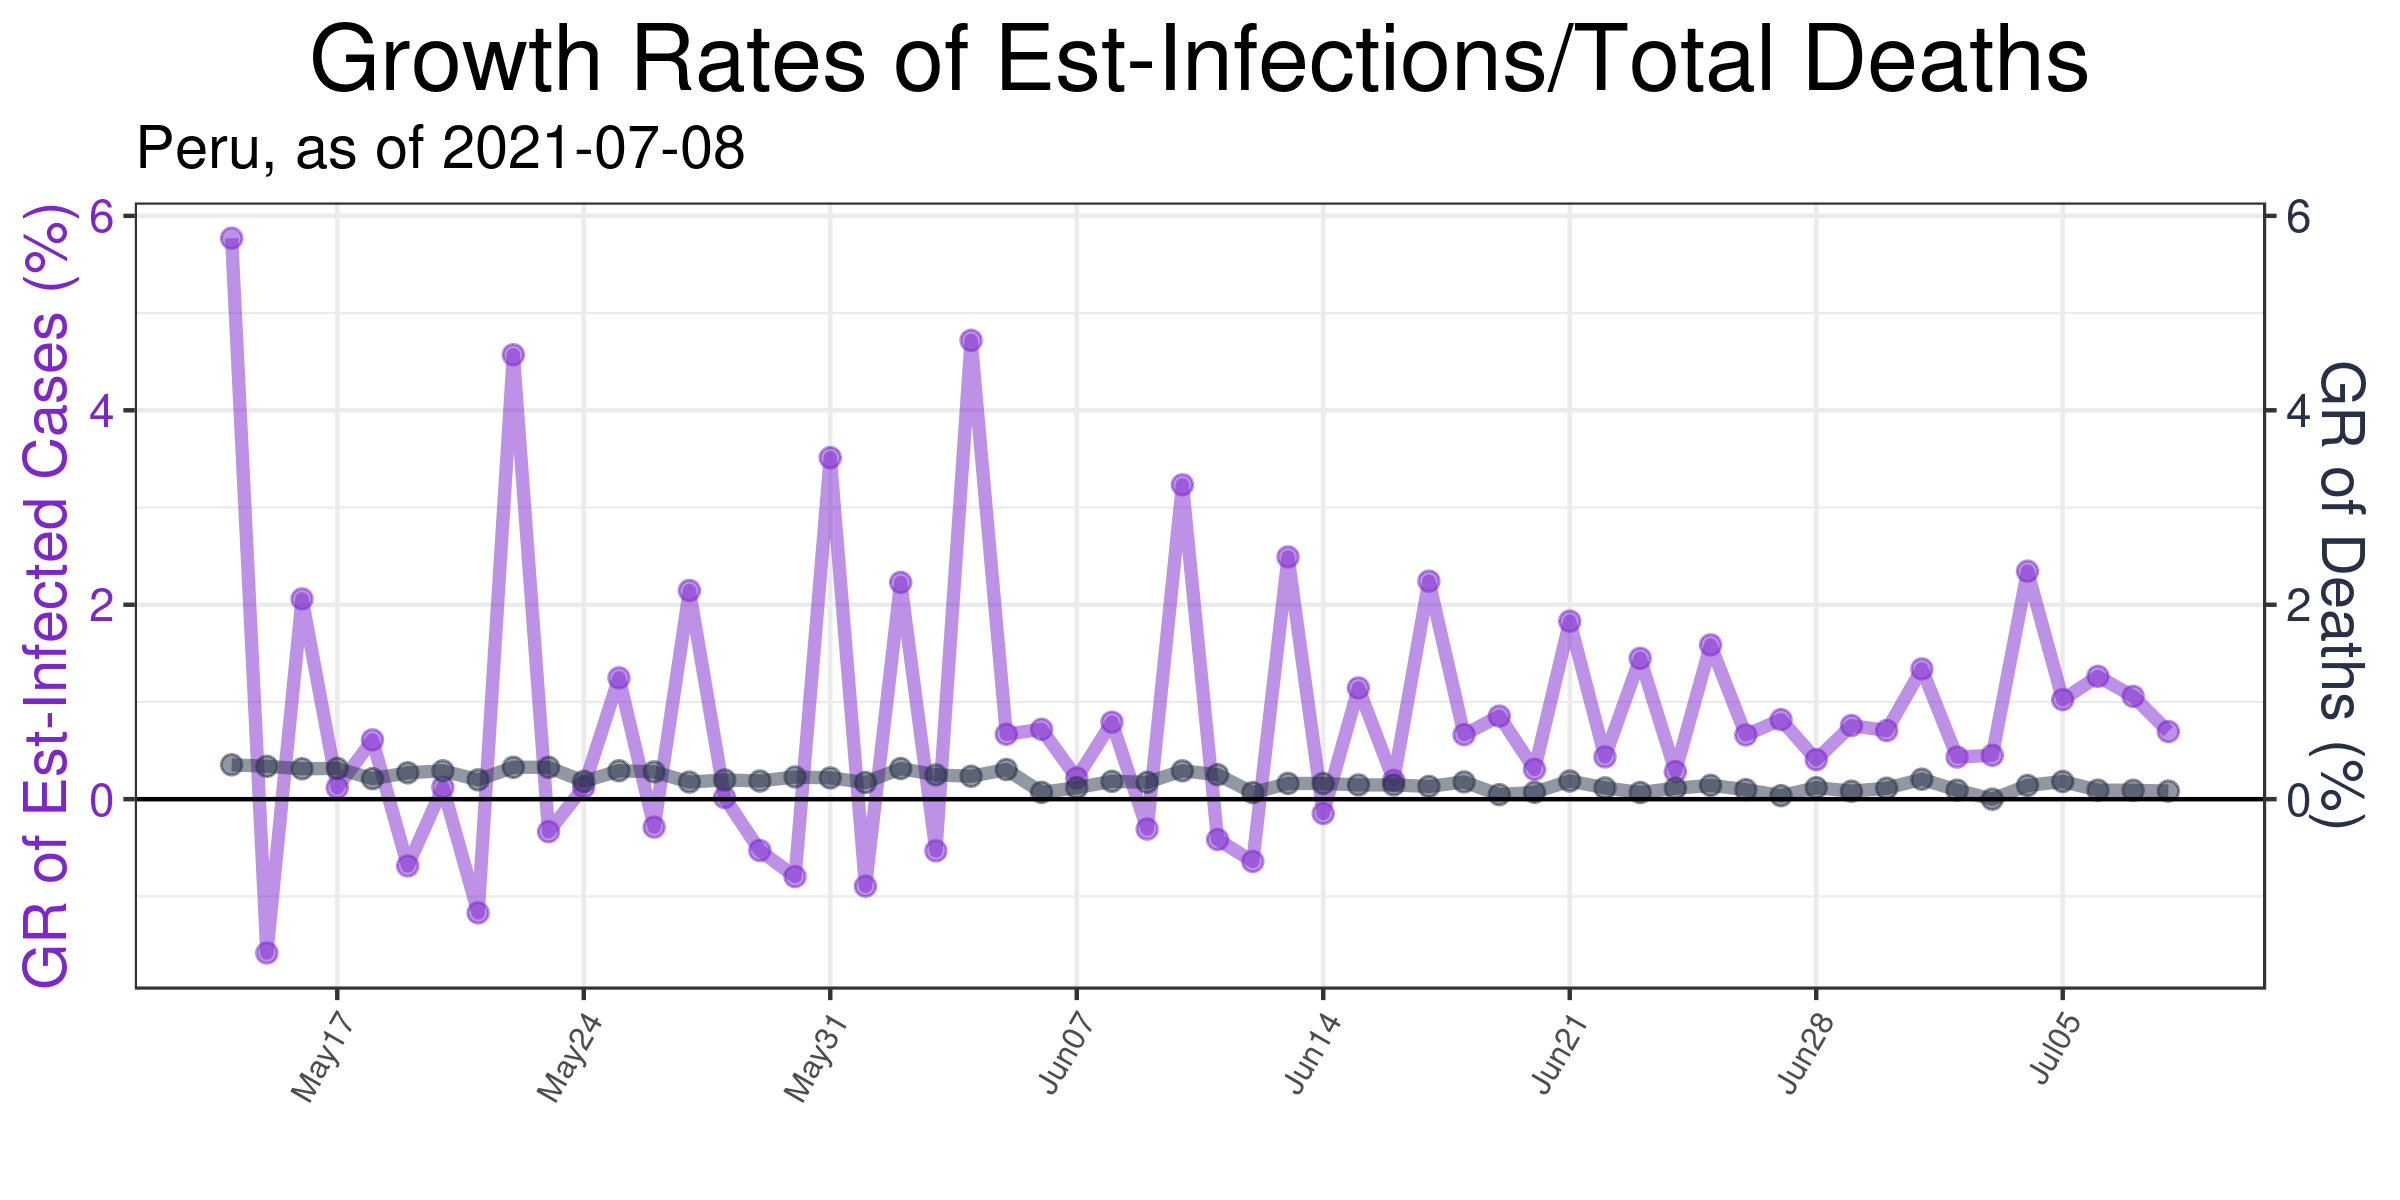 Growth Rates of Est-Infections/Total Deaths
Peru, as of 2021-07-08
GR of Est-Infected Cases (%)
6
4
2
0
6
4
2
0
GR of Deaths (%)
May17
May24
May31
Jun07
Jun14
Jun21
Jun28
Jul05